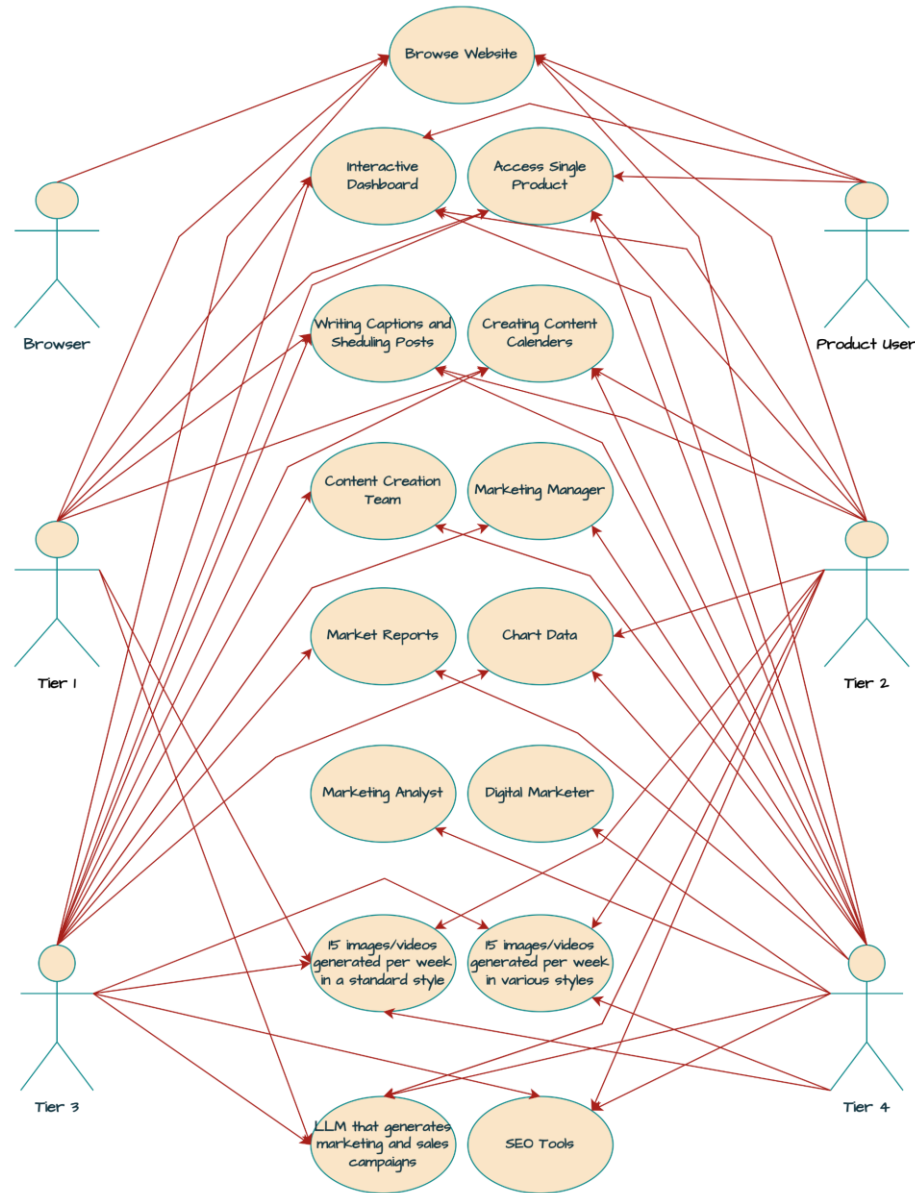 Browse Website
Interactive
Dashboard
Access Single
Product
Browser
Product User
Writing Captions and
Sheduling Posts
Creating Content
Calenders
Content Creation
Team
Marketing Manager
Tier 1
Tier 2
Market Reports
Chart Data
Marketing Analyst
Digital Marketer
15 images/videos
generated per week
in a standard style
15 images/videos
generated per week
in various styles
Tier 3
Tier 4
LLM that generates
marketing and sales
campaigns
SEO Tools